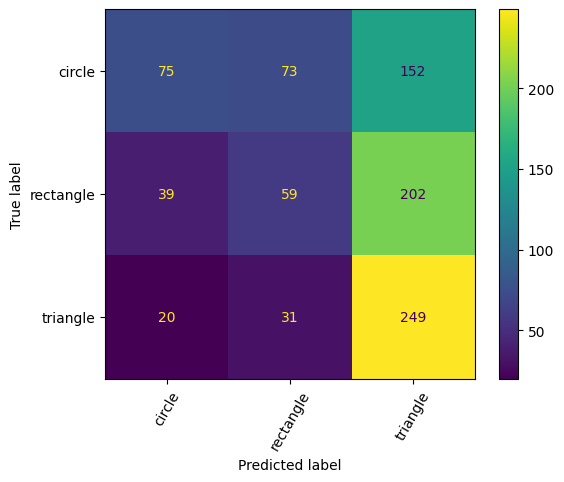 circle 75 73 152
rectangle 39 59 202
triangle 20 31 249
True label
circle rectangle triangle
Predicted label
200
150
100
50